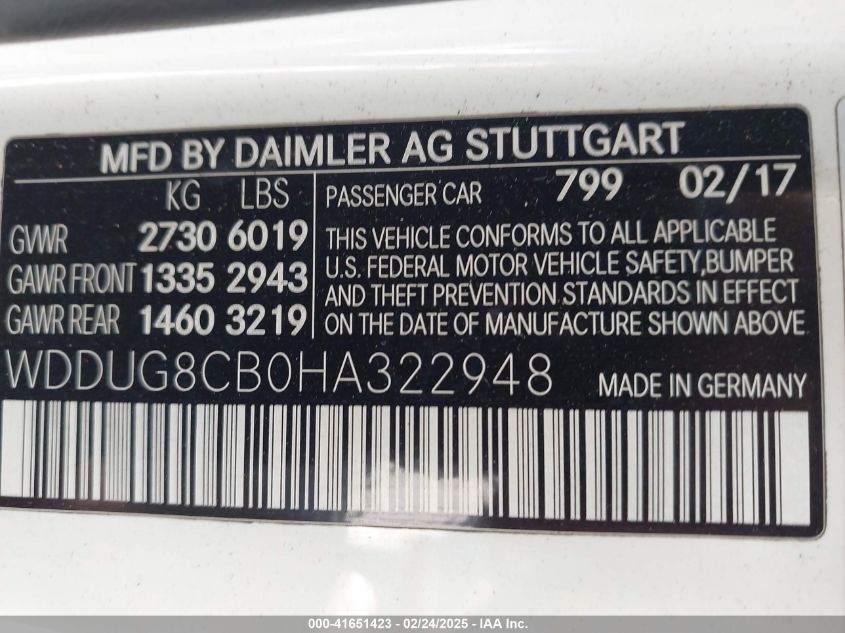 MFD BY DAIMLER AG STUTTGART
KG LBS
GVWR 2730 6019
GAWR FRONT 1335 2943
GAWR REAR 1460 3219
PASSENGER CAR 799 02/17
THIS VEHICLE CONFORMS TO ALL APPLICABLE
U.S. FEDERAL MOTOR VEHICLE SAFETY,BUMPER
AND THEFT PREVENTION STANDARDS IN EFFECT
ON THE DATE OF MANUFACTURE SHOWN ABOVE.
WDDUG8CB0HA322948 MADE IN GERMANY
000-41651423 - 02/24/2025 - IAA Inc.